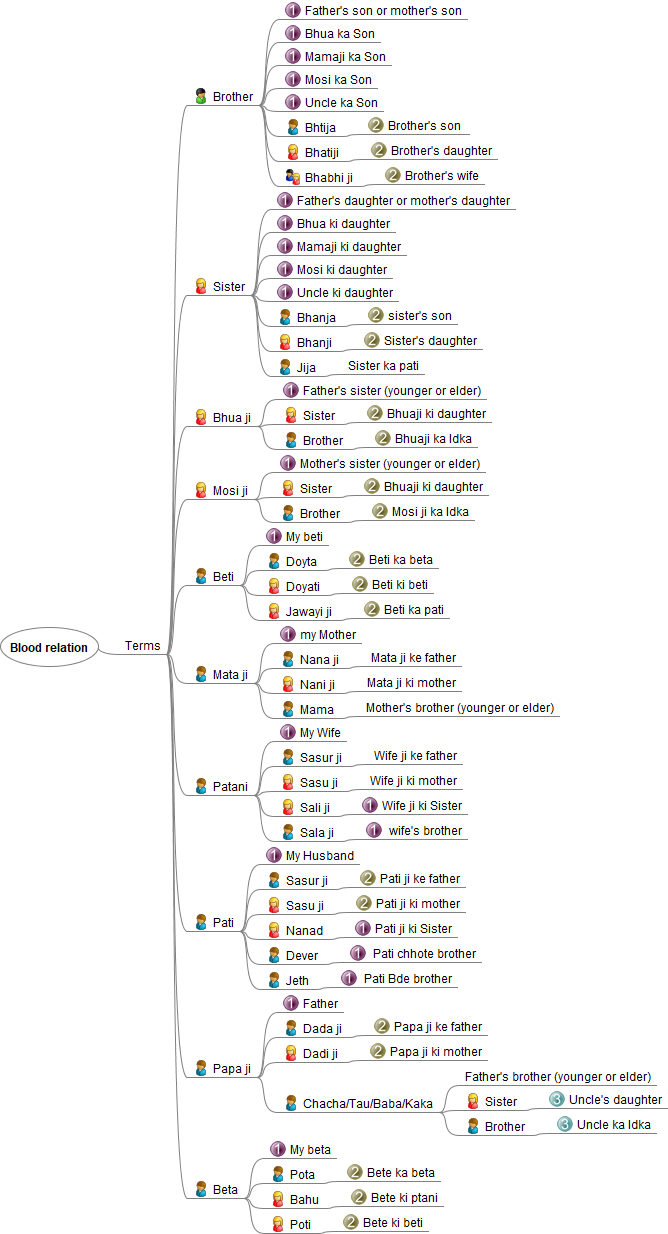 Blood relation
Terms
Brother
1 Father's son or mother's son
1 Bhua ka Son
1 Mamaji ka Son
1 Mosi ka Son
1 Uncle ka Son
Bhtija 2 Brother's son
Bhatiji 2 Brother's daughter
Bhabhi ji 2 Brother's wife
Sister
1 Father's daughter or mother's daughter
1 Bhua ki daughter
1 Mamaji ki daughter
1 Mosi ki daughter
1 Uncle ki daughter
Bhanja 2 sister's son
Bhanji 2 Sister's daughter
Jija Sister ka pati
Bhua ji
1 Father's sister (younger or elder)
Sister 2 Bhuaji ki daughter
Brother 2 Bhuaji ka ldka
Mosi ji
1 Mother's sister (younger or elder)
Sister 2 Bhuaji ki daughter
Brother 2 Mosi ji ka ldka
Beti
1 My beti
Doyta 2 Beti ka beta
Doyati 2 Beti ki beti
Jawayi ji 2 Beti ka pati
Mata ji
1 my Mother
Nana ji Mata ji ke father
Nani ji Mata ji ki mother
Mama Mother's brother (younger or elder)
Patani
1 My Wife
Sasur ji Wife ji ke father
Sasu ji Wife ji ki mother
Sali ji 1 Wife ji ki Sister
Sala ji 1 wife's brother
Pati
1 My Husband
Sasur ji 2 Pati ji ke father
Sasu ji 2 Pati ji ki mother
Nanad 1 Pati ji ki Sister
Dever 1 Pati chhote brother
Jeth 1 Pati Bde brother
Papa ji
1 Father
Dada ji 2 Papa ji ke father
Dadi ji 2 Papa ji ki mother
Chacha/Tau/Baba/Kaka
Father's brother (younger or elder)
Sister 3 Uncle's daughter
Brother 3 Uncle ka ldka
Beta
1 My beta
Pota 2 Bete ka beta
Bahu 2 Bete ki ptani
Poti 2 Bete ki beti